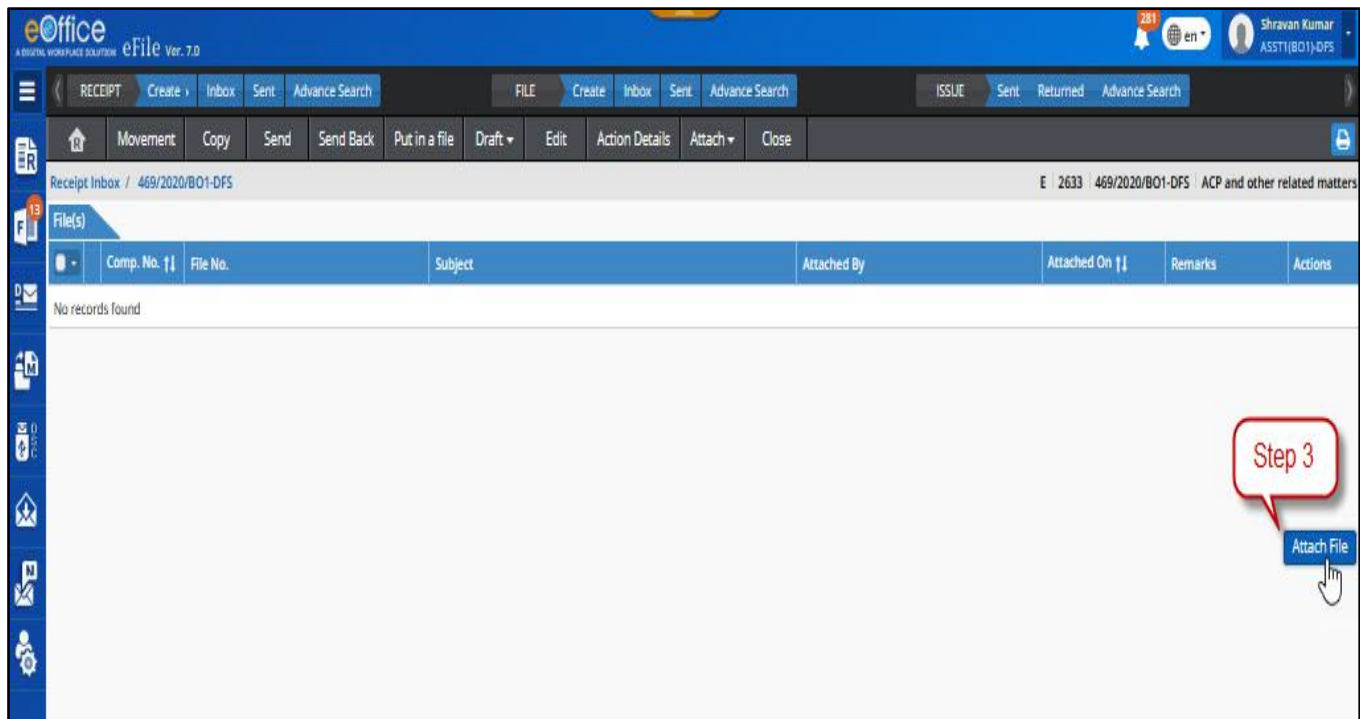 eOffice
A DIGITAL WORKPLACE SOLUTION eFile Ver. 7.0
281
en
Shravan Kumar
ASST1(BO1)-DFS
RECEIPT Create Inbox Sent Advance Search FILE Create Inbox Sent Advance Search ISSUE Sent Returned Advance Search
R Movement Copy Send Send Back Put in a file Draft Edit Action Details Attach Close
R
Receipt Inbox / 469/2020/BO1-DFS E 2633 469/2020/BO1-DFS ACP and other related matters
13
F
File(s)
Comp. No. File No. Subject Attached By Attached On Remarks Actions
D
No records found
M
DSC
Step 3
Attach File
N